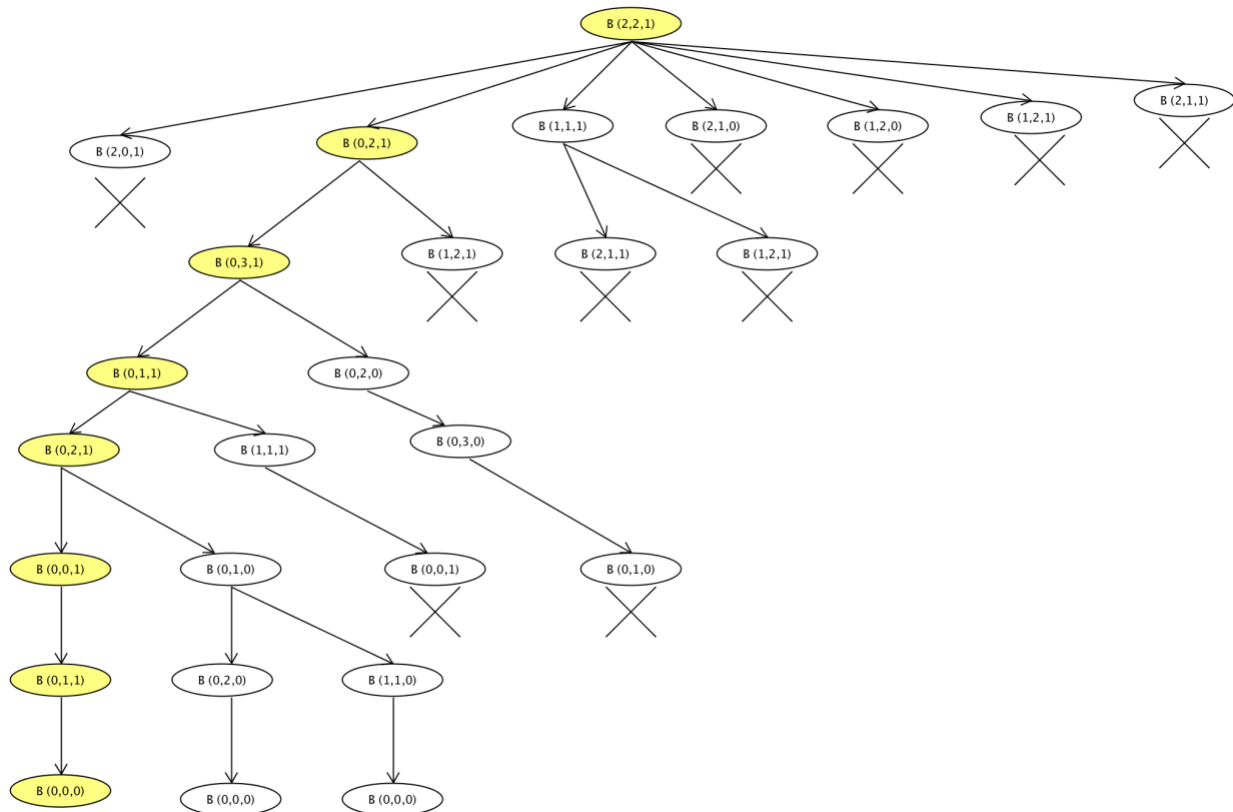 B (2,2,1)
B (2,0,1)
B (0,2,1)
B (1,1,1)
B (2,1,0)
B (1,2,0)
B (1,2,1)
B (2,1,1)
B (0,3,1)
B (1,2,1)
B (2,1,1)
B (1,2,1)
B (0,1,1)
B (0,2,0)
B (0,2,1)
B (1,1,1)
B (0,3,0)
B (0,0,1)
B (0,1,0)
B (0,0,1)
B (0,1,0)
B (0,1,1)
B (0,2,0)
B (1,1,0)
B (0,0,0)
B (0,0,0)
B (0,0,0)